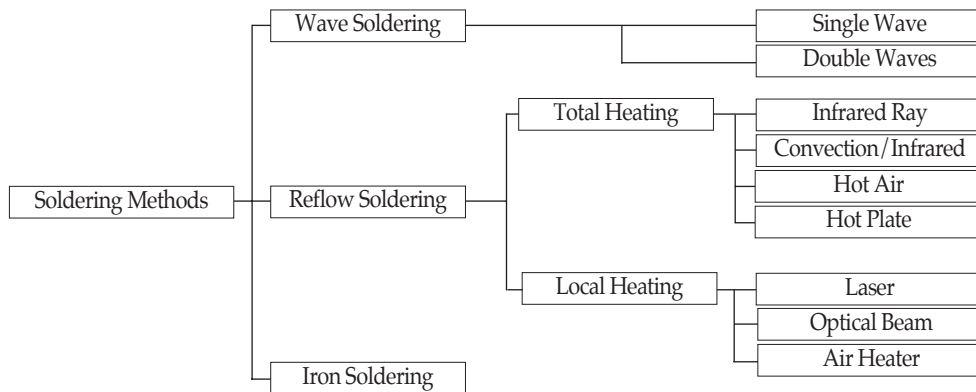 Wave Soldering
Single Wave
Double Waves
Total Heating
Infrared Ray
Convection/Infrared
Hot Air
Hot Plate
Soldering Methods
Reflow Soldering
Local Heating
Laser
Optical Beam
Air Heater
Iron Soldering